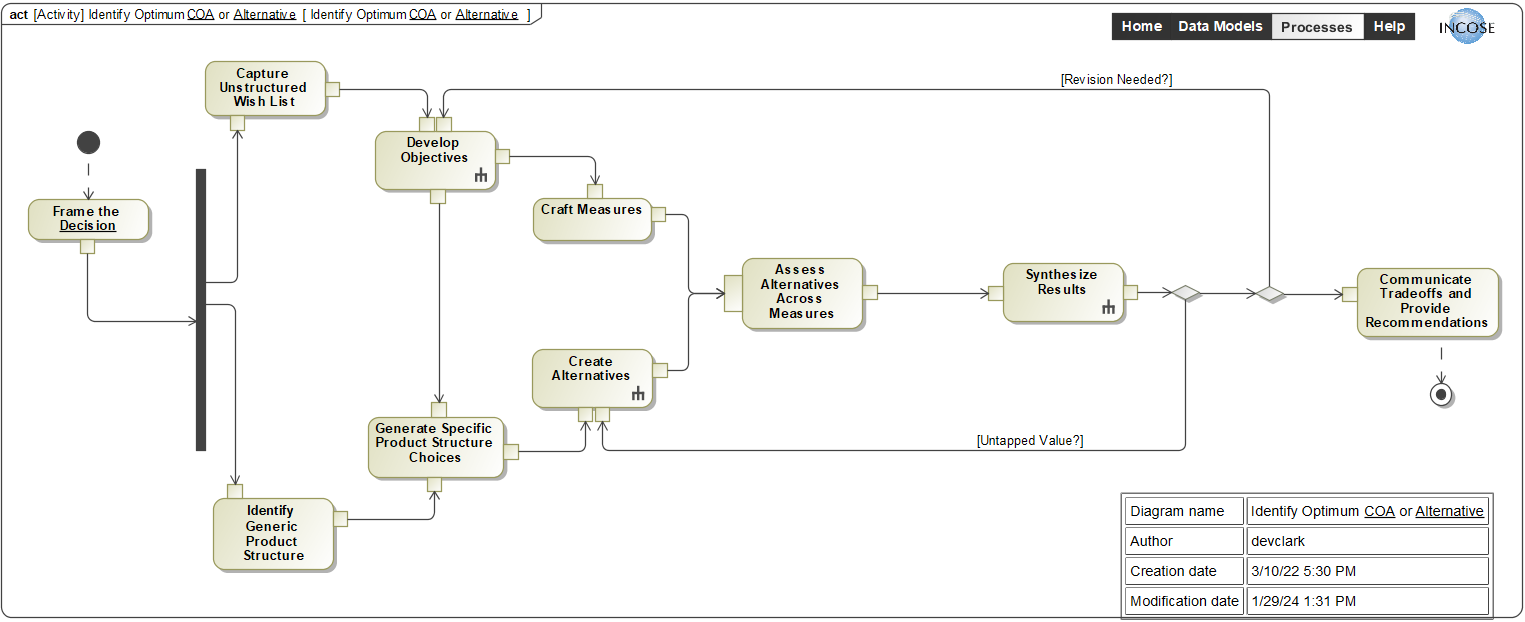 act [Activity] Identify Optimum COA or Alternative [ Identify Optimum COA or Alternative ]
Home Data Models Processes Help
INCOSE
Capture
Unstructured
Wish List
[Revision Needed?]
Develop
Objectives
Frame the
Decision
Craft Measures
Assess
Alternatives
Across
Measures
Synthesize
Results
Communicate
Tradeoffs and
Provide
Recommendations
Create
Alternatives
Generate Specific
Product Structure
Choices
[Untapped Value?]
Identify
Generic
Product
Structure
Diagram name Identify Optimum COA or Alternative
Author devclark
Creation date 3/10/22 5:30 PM
Modification date 1/29/24 1:31 PM